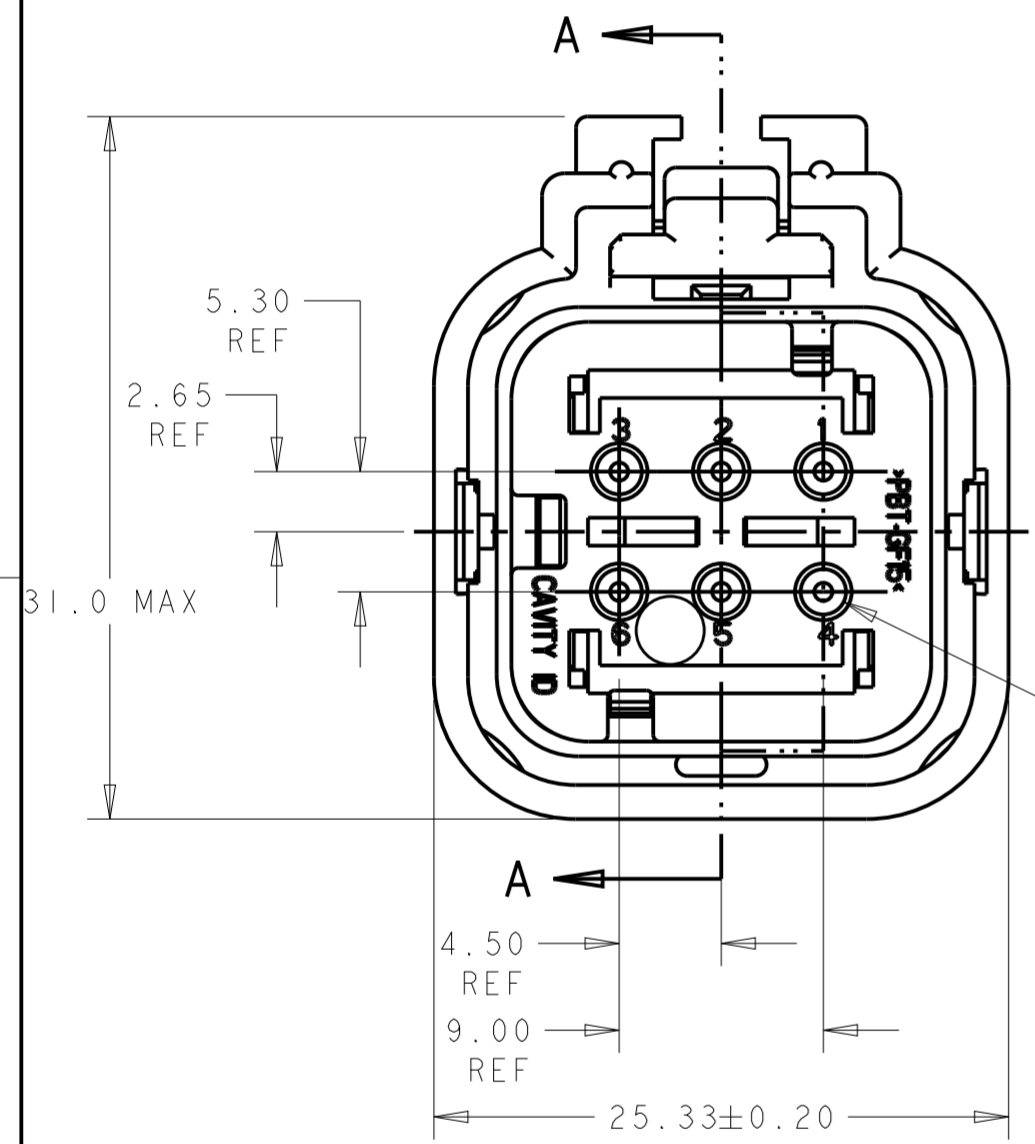 A
5.30
REF
2.65
REF
3 2 1
>PBT-GF15<
31.0 MAX
CAVITY ID
6 5 4
A
4.50
REF
9.00
REF
25.33±0.20